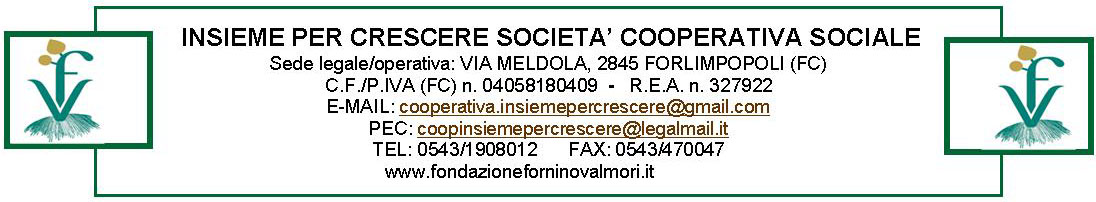 INSIEME PER CRESCERE SOCIETA’ COOPERATIVA SOCIALE
Sede legale/operativa: VIA MELDOLA, 2845 FORLIMPOPOLI (FC)
C.F./P.IVA (FC) n. 04058180409 - R.E.A. n. 327922
E-MAIL: cooperativa.insiemepercrescere@gmail.com
PEC: coopinsiemepercrescere@legalmail.it
TEL: 0543/1908012 FAX: 0543/470047
www.fondazioneforninovalmori.it